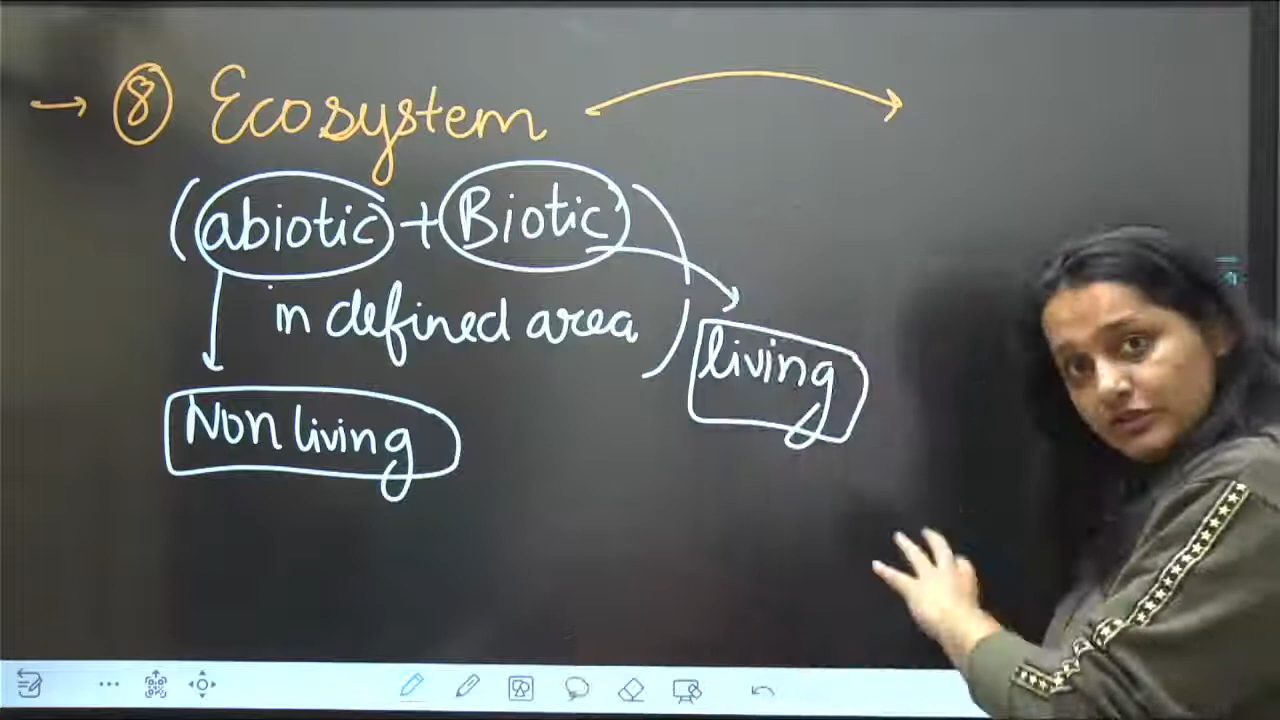 → ⑧ Ecosystem →
(abiotic + Biotic
in defined area)
living
Non living